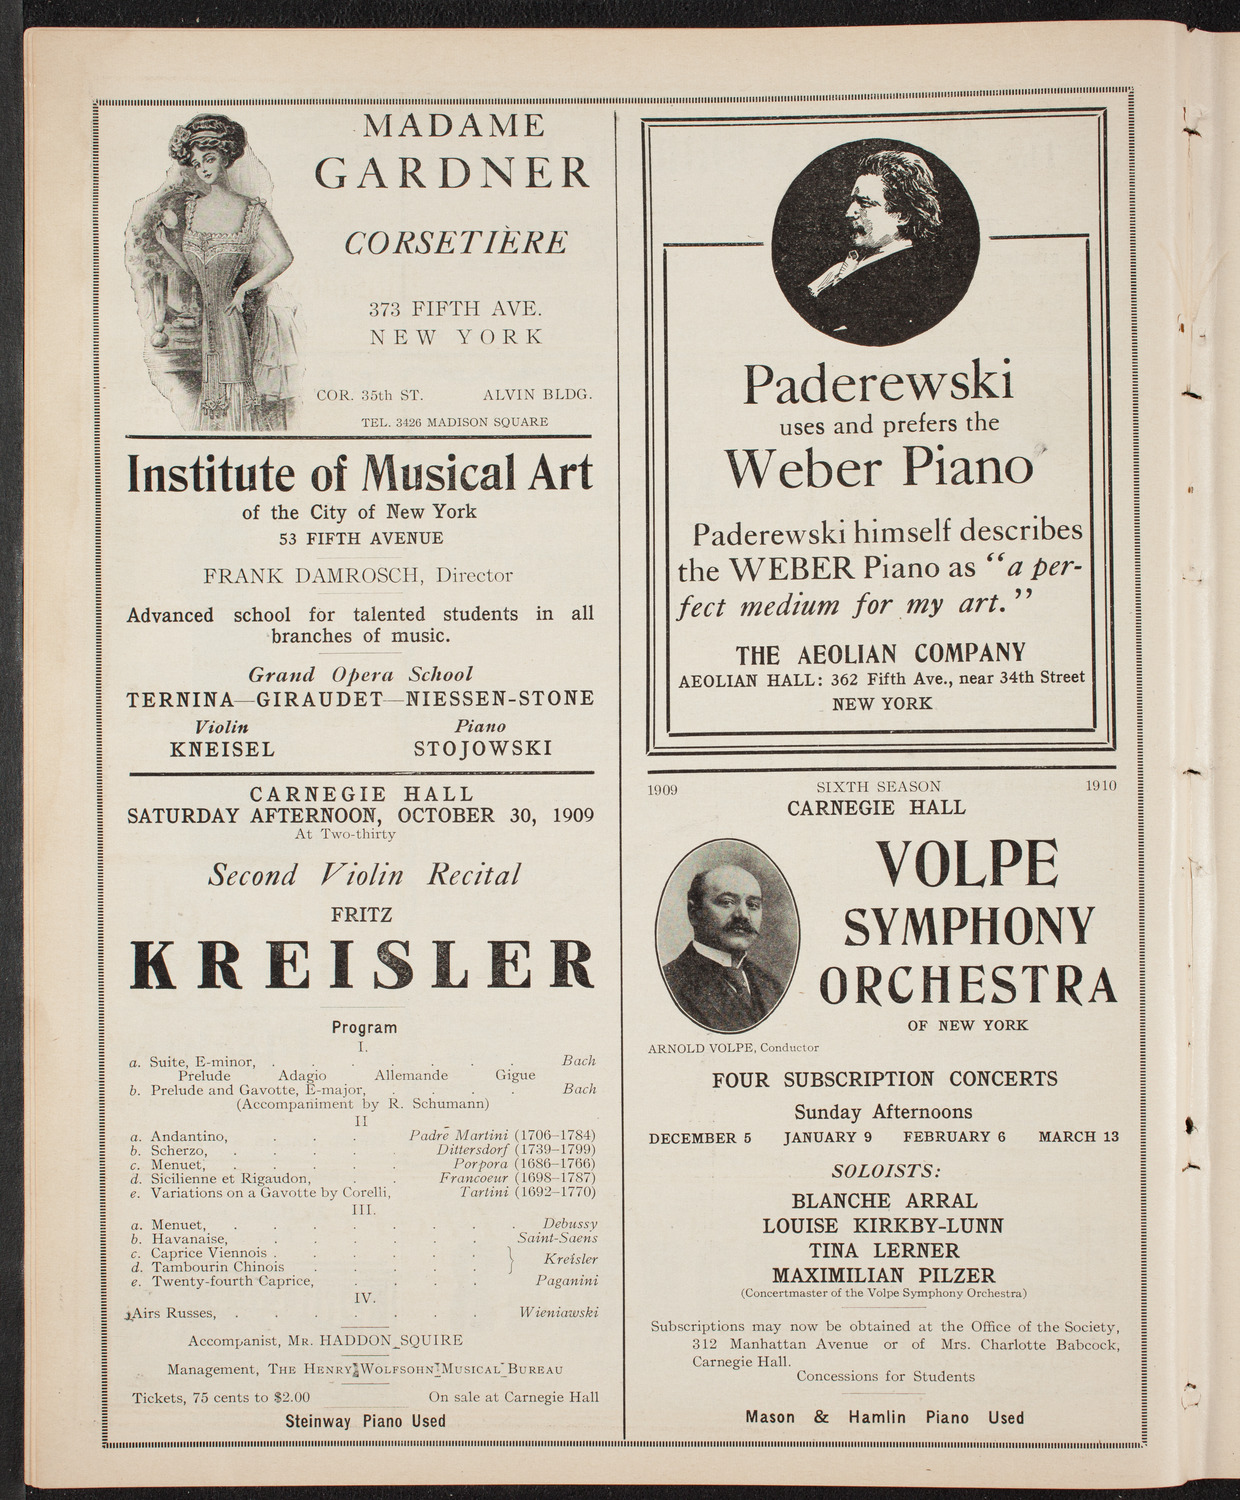 MADAME
GARDNER
CORSETIÈRE
373 FIFTH AVE.
NEW YORK
COR. 35th ST. ALVIN BLDG.
TEL. 3426 MADISON SQUARE
Institute of Musical Art
of the City of New York
53 FIFTH AVENUE
FRANK DAMROSCH, Director
Advanced school for talented students in all
branches of music.
Grand Opera School
TERNINA—GIRAUDET—NIESSEN-STONE
Violin Piano
KNEISEL STOJOWSKI
CARNEGIE HALL
SATURDAY AFTERNOON, OCTOBER 30, 1909
At Two-thirty
Second Violin Recital
FRITZ
KREISLER
Program
I.
a. Suite, E-minor, . . . . . . . Bach
Prelude Adagio Allemande Gigue
b. Prelude and Gavotte, E-major, . . . . Bach
(Accompaniment by R. Schumann)
II
a. Andantino, . . . Padre Martini (1706–1784)
b. Scherzo, . . . . Dittersdorf (1739–1799)
c. Menuet, . . . . Porpora (1686–1766)
d. Sicilienne et Rigaudon, . . Francoeur (1698–1787)
e. Variations on a Gavotte by Corelli, Tartini (1692–1770)
III.
a. Menuet, . . . . . . . . Debussy
b. Havanaise, . . . . . . Saint-Saens
c. Caprice Viennois . . . . . .
d. Tambourin Chinois . . . . . } Kreisler
e. Twenty-fourth Caprice, . . . . Paganini
IV.
Airs Russes, . . . . . . Wieniawski
Accompanist, MR. HADDON SQUIRE
Management, THE HENRY WOLFSOHN MUSICAL BUREAU
Tickets, 75 cents to $2.00 On sale at Carnegie Hall
Steinway Piano Used
Paderewski
uses and prefers the
Weber Piano
Paderewski himself describes
the WEBER Piano as "a per-
fect medium for my art."
THE AEOLIAN COMPANY
AEOLIAN HALL: 362 Fifth Ave., near 34th Street
NEW YORK
1909 SIXTH SEASON 1910
CARNEGIE HALL
VOLPE
SYMPHONY
ORCHESTRA
OF NEW YORK
ARNOLD VOLPE, Conductor
FOUR SUBSCRIPTION CONCERTS
Sunday Afternoons
DECEMBER 5 JANUARY 9 FEBRUARY 6 MARCH 13
SOLOISTS:
BLANCHE ARRAL
LOUISE KIRKBY-LUNN
TINA LERNER
MAXIMILIAN PILZER
(Concertmaster of the Volpe Symphony Orchestra)
Subscriptions may now be obtained at the Office of the Society,
312 Manhattan Avenue or of Mrs. Charlotte Babcock,
Carnegie Hall.
Concessions for Students
Mason & Hamlin Piano Used